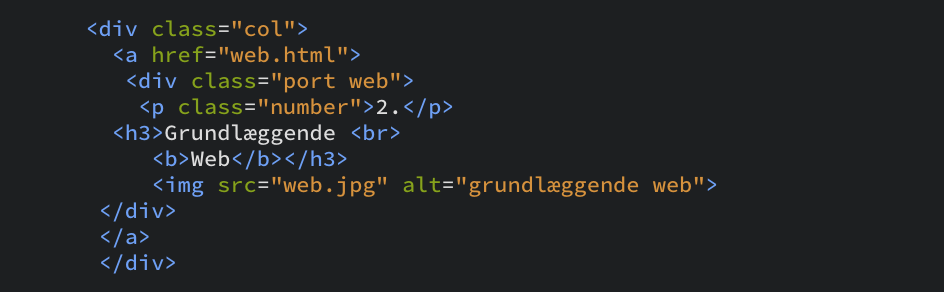 <div class="col">
<a href="web.html">
<div class="port web">
<p class="number">2.</p>
<h3>Grundlæggende <br>
<b>Web</b></h3>
<img src="web.jpg" alt="grundlæggende web">
</div>
</a>
</div>